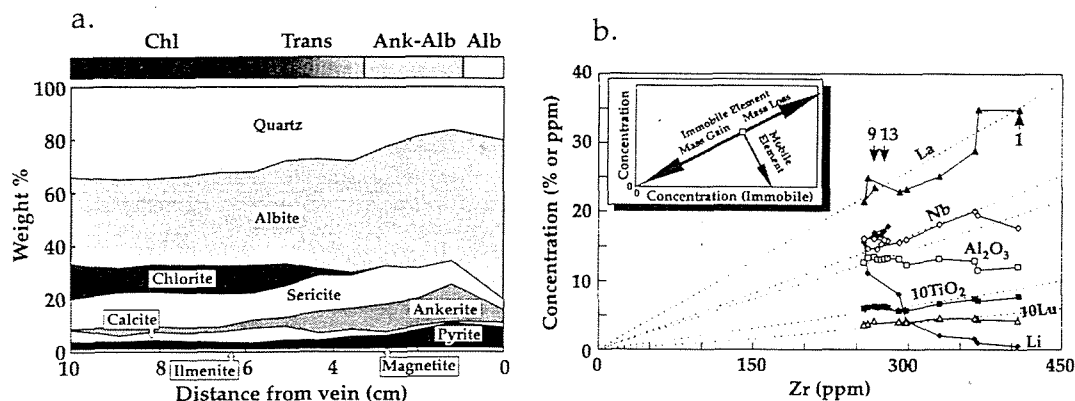 a.
Chl Trans Ank-Alb Alb
Weight %
100
80
60
40
20
0
Quartz
Albite
Chlorite
Sericite
Calcite
Ankerite
Pyrite
Ilmenite
Magnetite
10 8 6 4 2 0
Distance from vein (cm)
b.
Concentration (% or ppm)
40
30
20
10
0
Concentration
0
Immobile Element
Mass Gain Mass Loss
Mobile
Element
0
Concentration (Immobile)
9 13
La
1
Nb
Al₂O₃
10TiO₂
10Lu
Li
0 150 300 450
Zr (ppm)